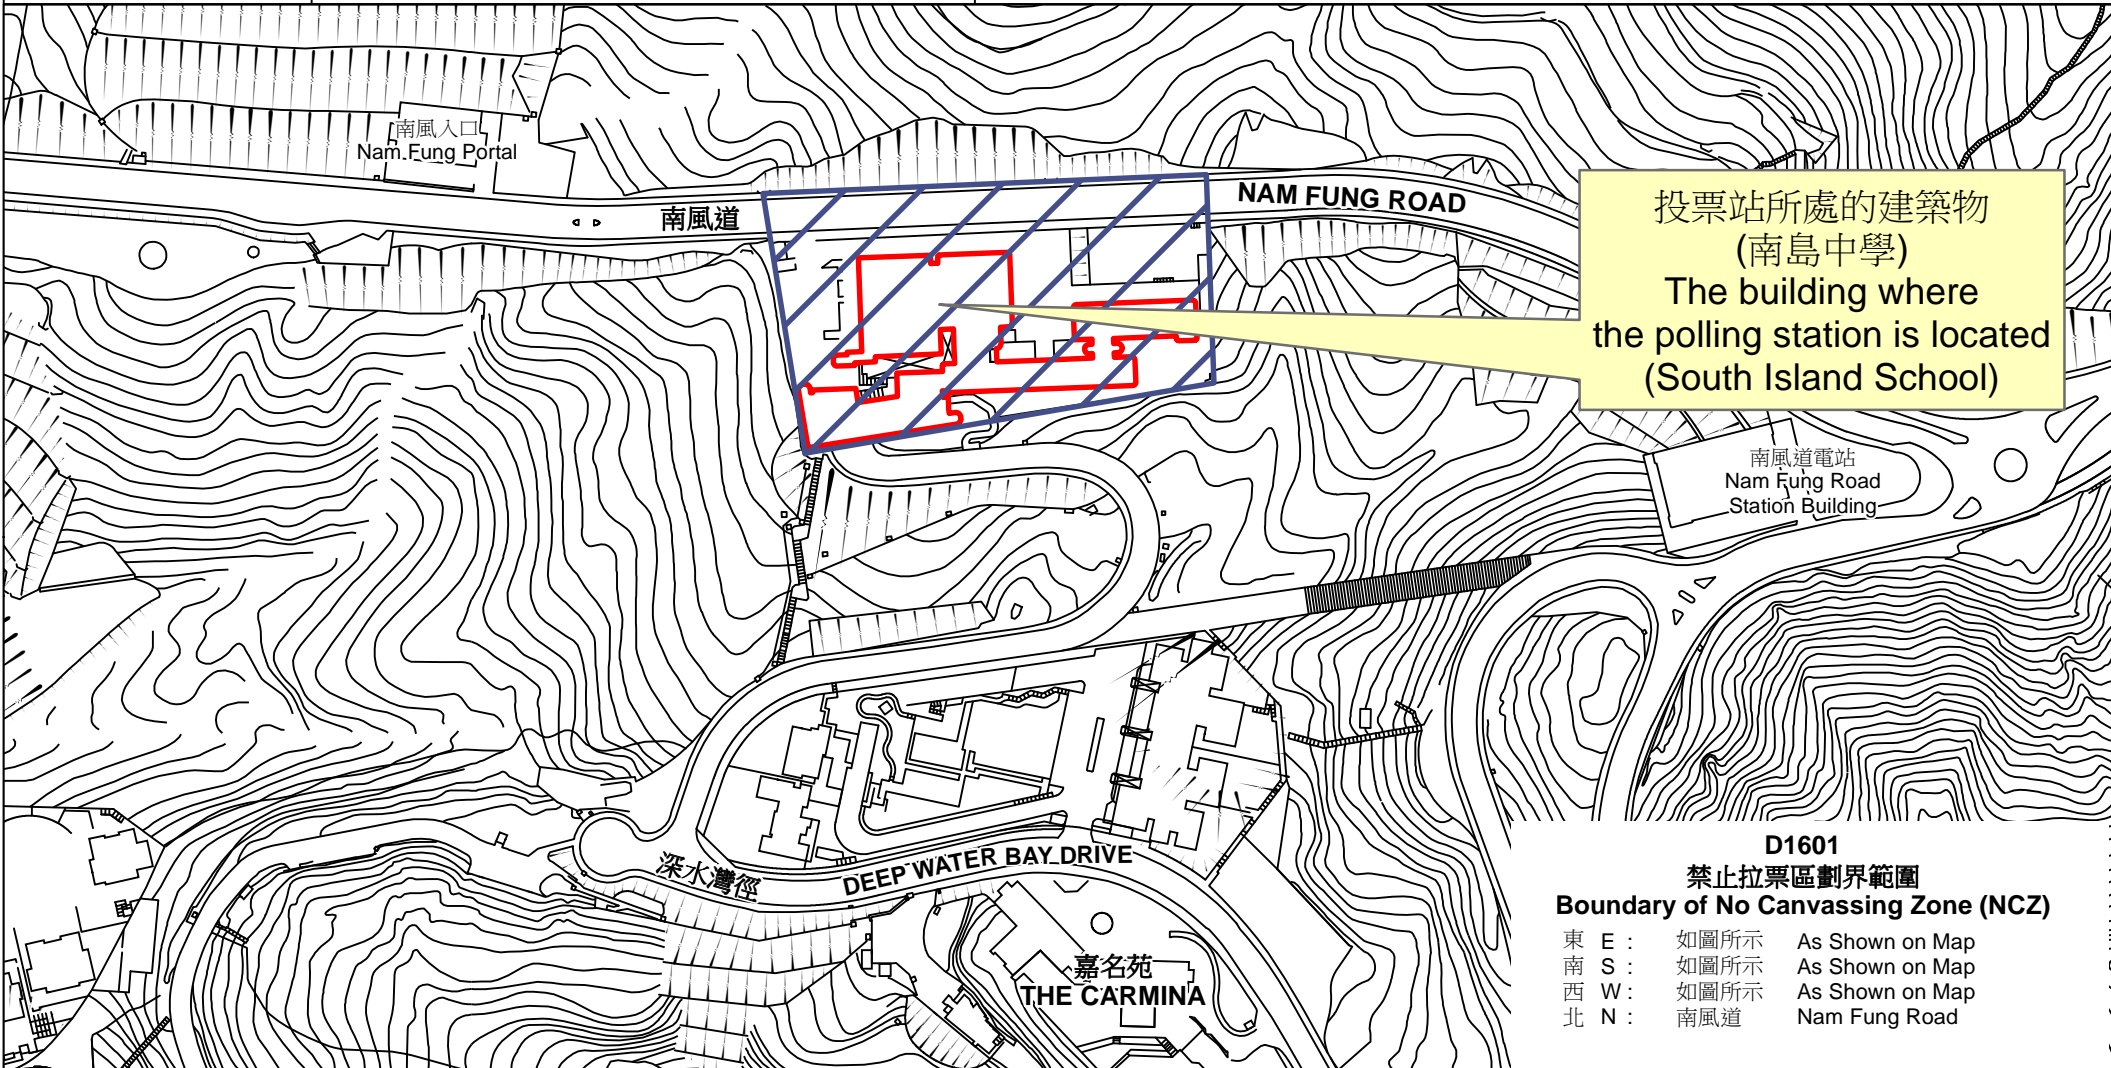 南風入口
Nam Fung Portal
南風道
NAM FUNG ROAD
投票站所處的建築物
(南島中學)
The building where
the polling station is located
(South Island School)
南風道電站
Nam Fung Road
Station Building
深水灣徑
DEEP WATER BAY DRIVE
嘉名苑
THE CARMINA
D1601
禁止拉票區劃界範圍
Boundary of No Canvassing Zone (NCZ)
東 E : 如圖所示 As Shown on Map
南 S : 如圖所示 As Shown on Map
西 W : 如圖所示 As Shown on Map
北 N : 南風道 Nam Fung Road